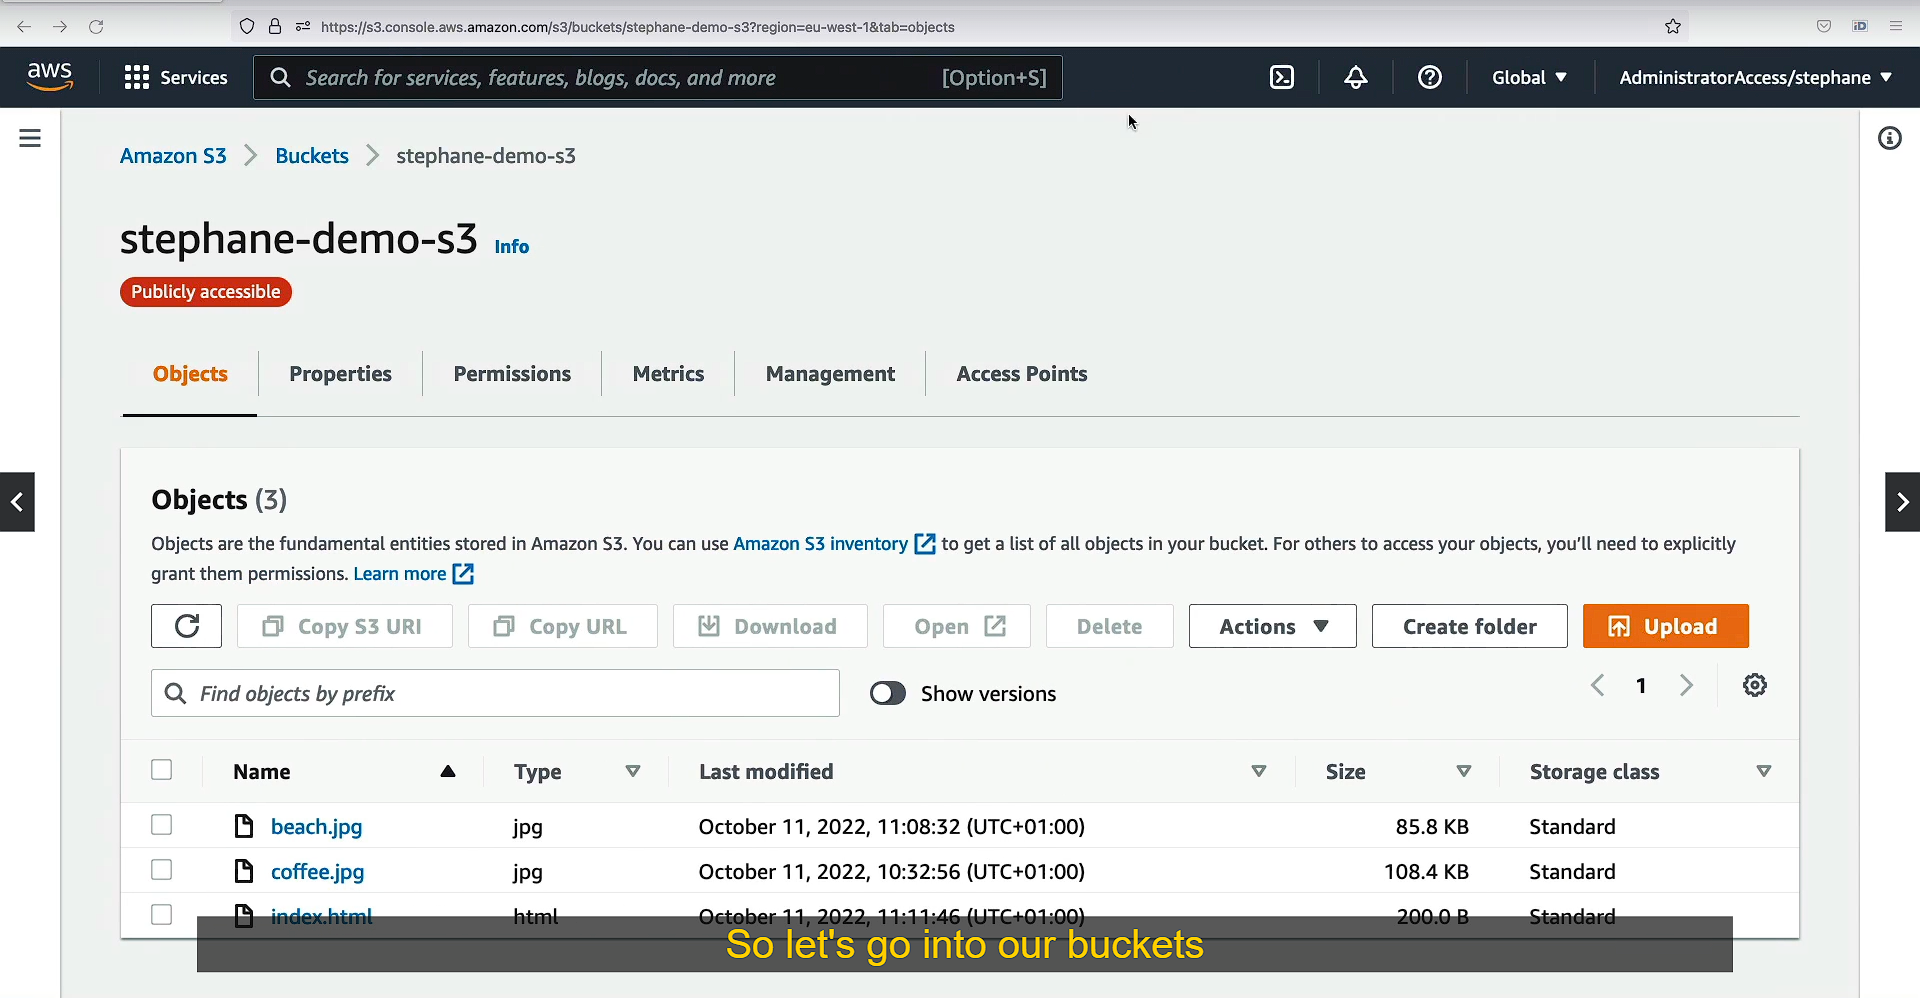 https://s3.console.aws.amazon.com/s3/buckets/stephane-demo-s3?region=eu-west-1&tab=objects
aws Services Search for services, features, blogs, docs, and more [Option+S] Global AdministratorAccess/stephane
Amazon S3 > Buckets > stephane-demo-s3
stephane-demo-s3 Info
Publicly accessible
Objects Properties Permissions Metrics Management Access Points
Objects (3)
Objects are the fundamental entities stored in Amazon S3. You can use Amazon S3 inventory to get a list of all objects in your bucket. For others to access your objects, you'll need to explicitly
grant them permissions. Learn more
Copy S3 URI Copy URL Download Open Delete Actions Create folder Upload
Find objects by prefix Show versions 1
Name Type Last modified Size Storage class
beach.jpg jpg October 11, 2022, 11:08:32 (UTC+01:00) 85.8 KB Standard
coffee.jpg jpg October 11, 2022, 10:32:56 (UTC+01:00) 108.4 KB Standard
index.html html October 11, 2022, 11:11:46 (UTC+01:00) 200.0 B Standard
So let's go into our buckets